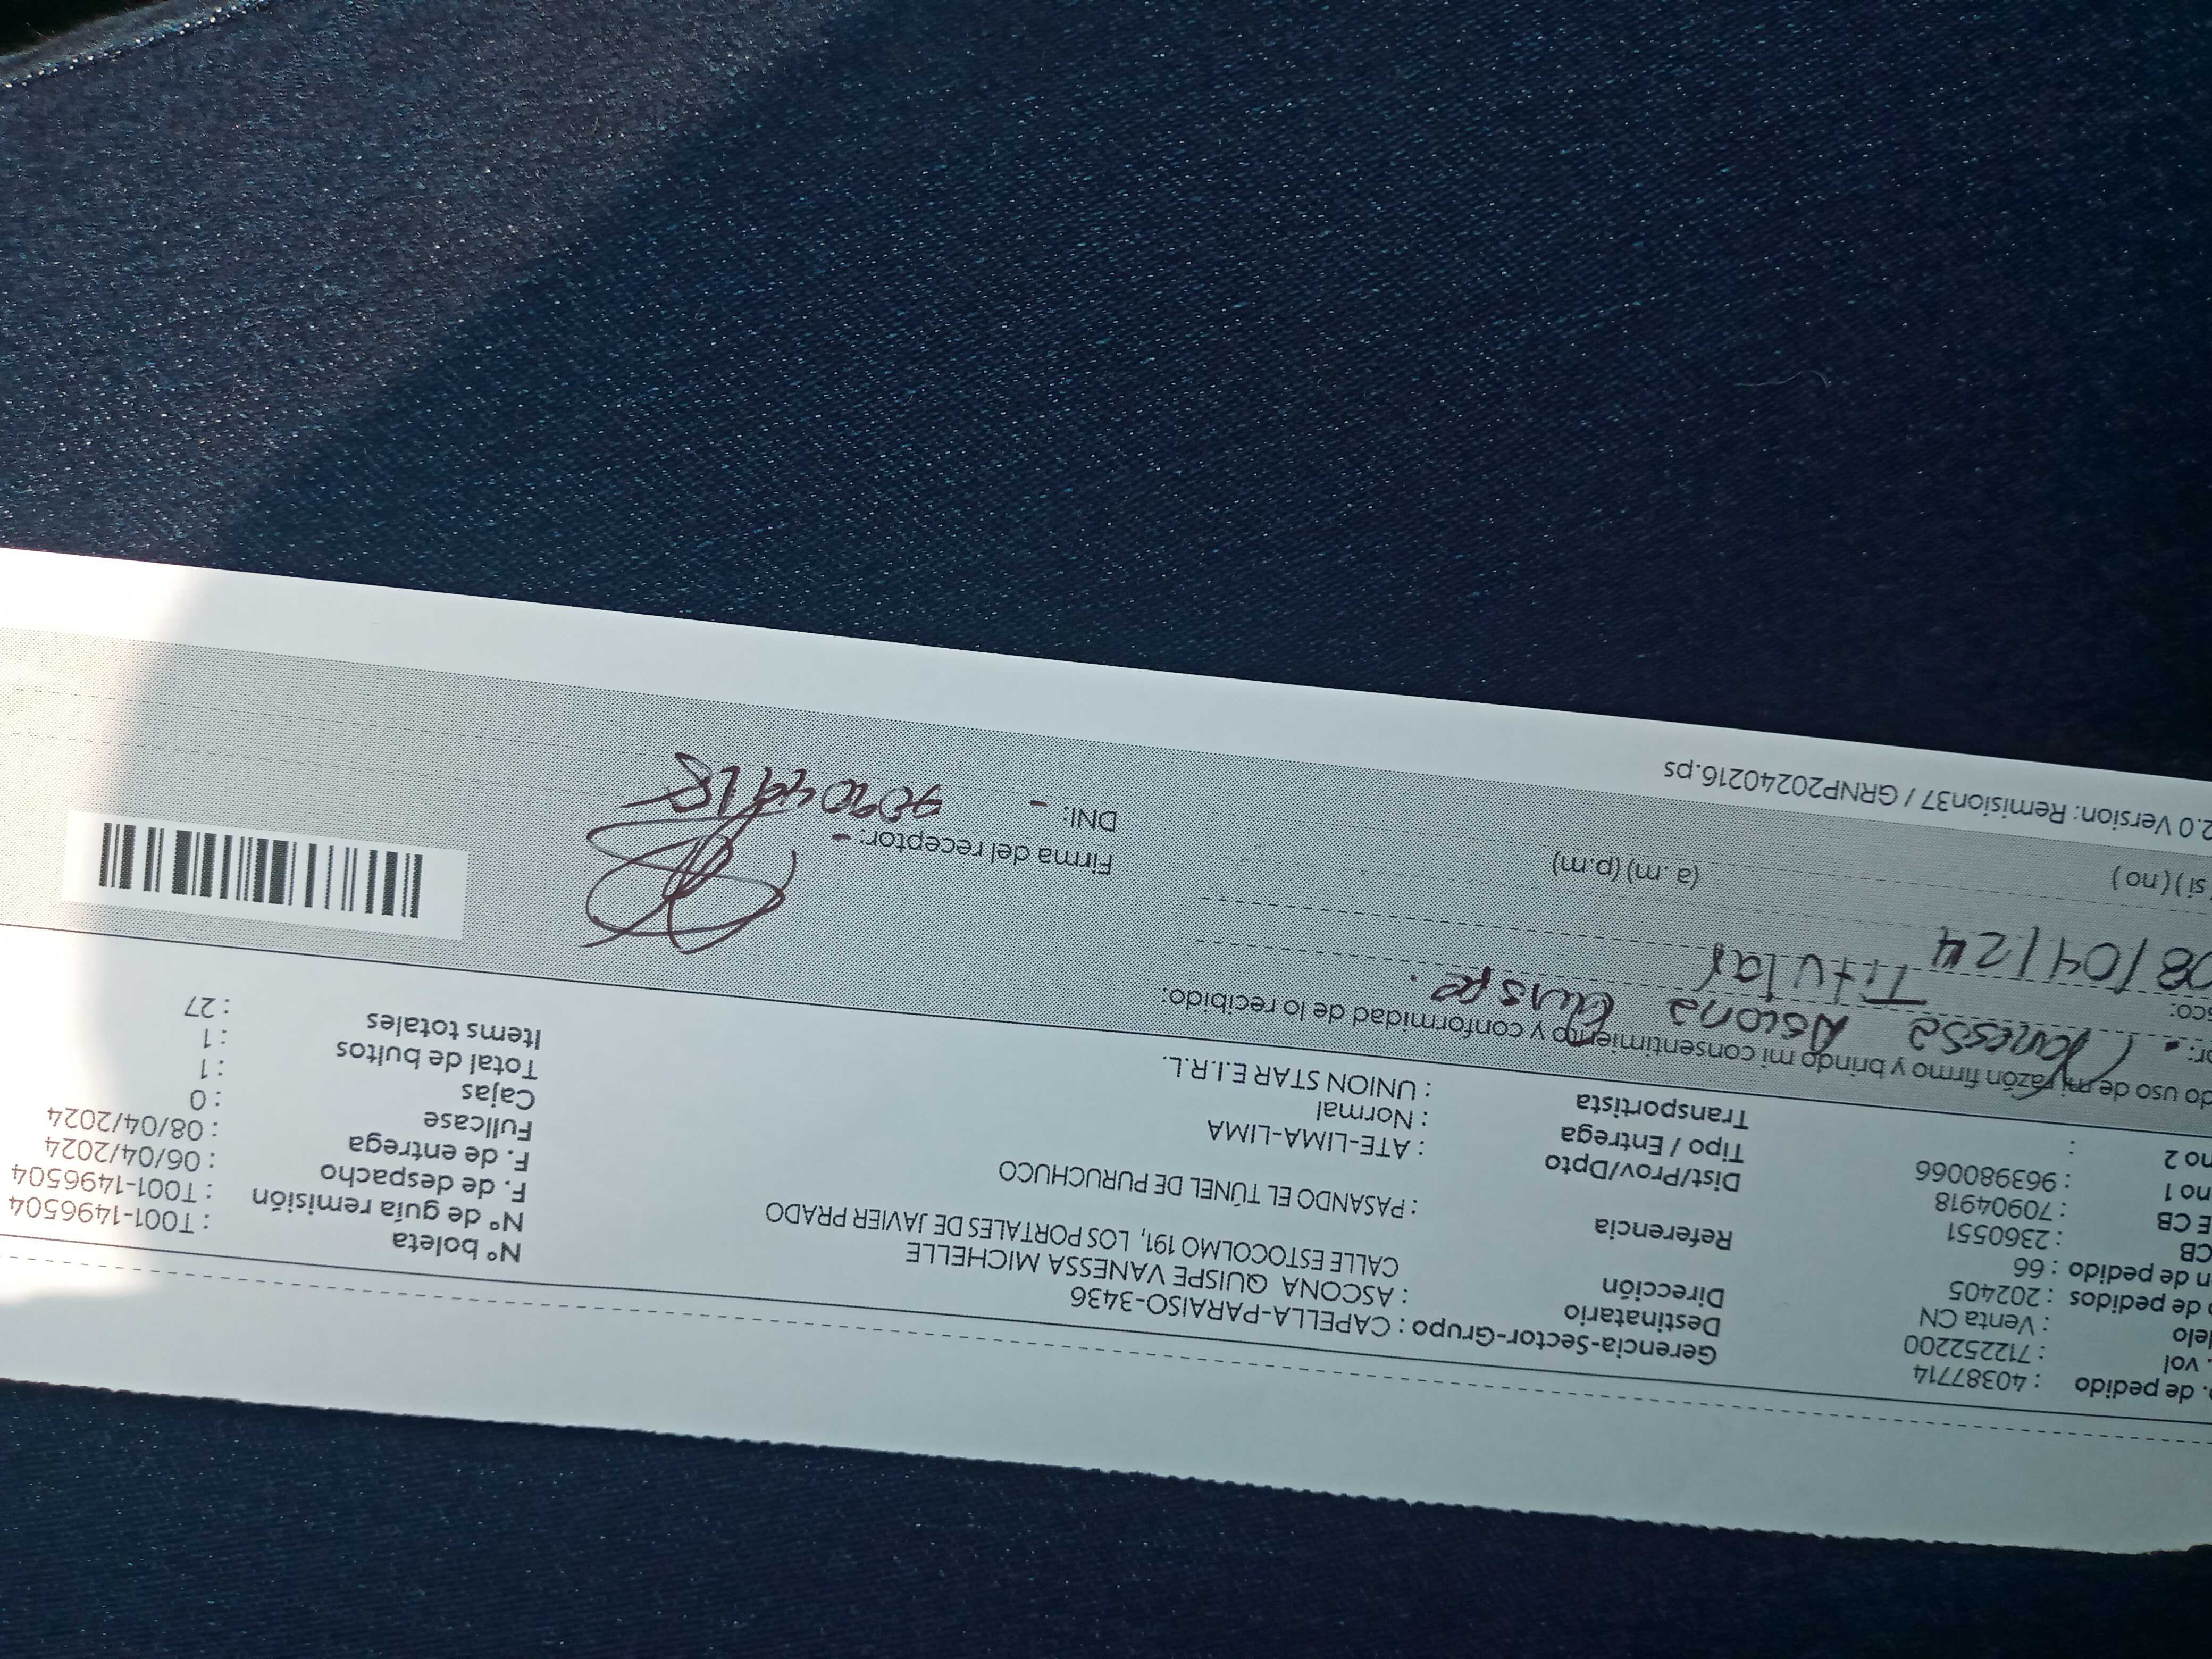 . de pedido : 40387714
. vol : 712252200
elo : Venta CN
o de pedidos : 202405
n de pedido : 66
CB : 2360551
E CB : 70904918
no 1 : 963980066
no 2 :
Gerencia-Sector-Grupo : CAPELLA-PARAISO-3436
Destinatario : ASCONA QUISPE VANESSA MICHELLE
Dirección CALLE ESTOCOLMO 191, LOS PORTALES DE JAVIER PRADO
Referencia : PASANDO EL TÚNEL DE PURUCHUCO
Dist/Prov/Dpto : ATE-LIMA-LIMA
Tipo / Entrega : Normal
Transportista : UNION STAR E.I.R.L.
N° boleta : T001-1496504
N° de guía remisión : T001-1496504
F. de despacho : 06/04/2024
F. de entrega : 08/04/2024
Fullcase : 0
Cajas : 1
Total de bultos : 1
Items totales : 27
do uso de mi razón firmo y brindo mi consentimiento y conformidad de lo recibido:
or: Vanessa Ascona Quispe.
sco: Titular
08/04/24
si ) ( no ) (a .m) (p.m)
Firma del receptor:
DNI: 70904918
2.0 Version: Remision37 / GRNP20240216.ps